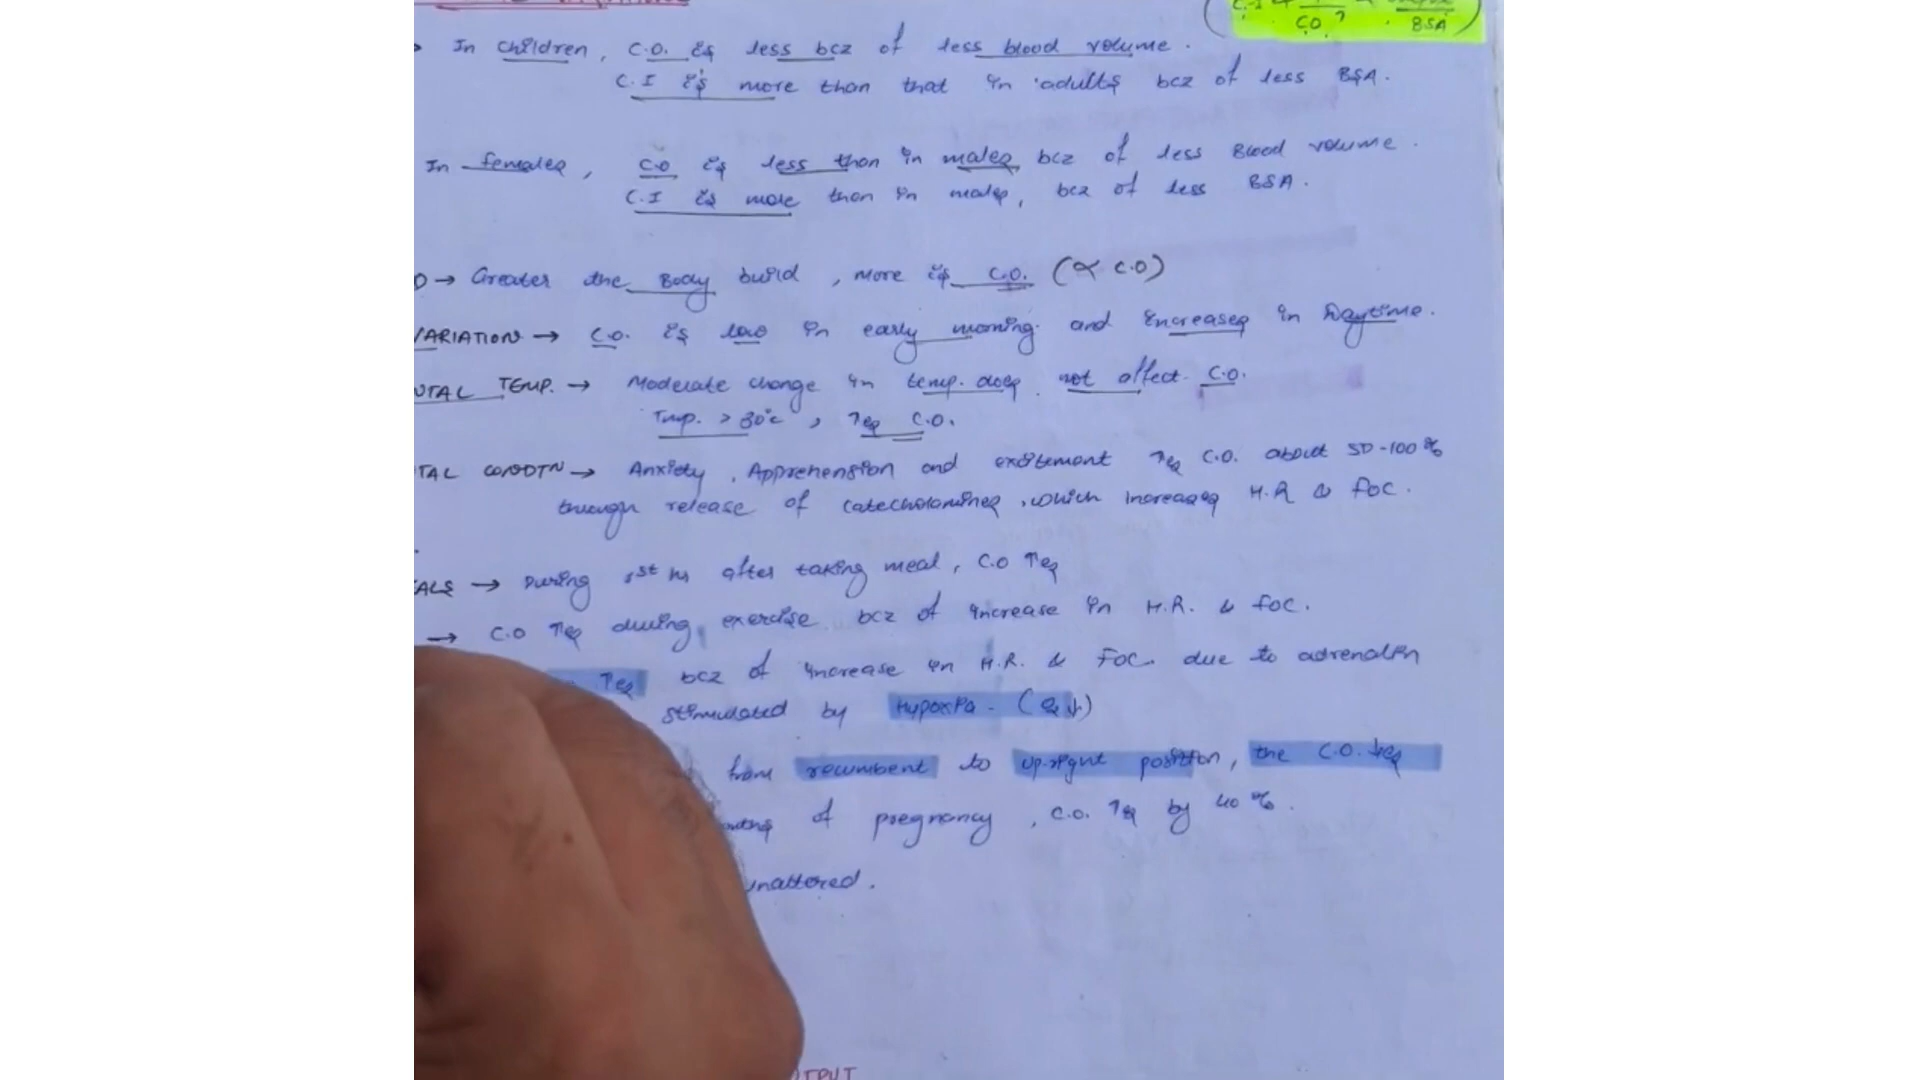 BSA
In children, C.O. is less bcz of less blood volume.
C.I is more than that in adults bcz of less BSA.
In females, C.O is less than in males bcz of less Blood volume.
C.I is more than in males, bcz of less BSA.
→ Greater the Body build, more is C.O. (∝ C.O)
VARIATION → C.O. is low in early morning and increases in Daytime.
NTAL TEMP. → Moderate change in temp. does not affect C.O.
Temp. > 30°c, ↑es C.O.
TAL CONDTN → Anxiety, Apprehension and excitement ↑es C.O. about 50-100%
through release of catecholamines, which increases H.R & FOC.
ALS → During 1st hr after taking meal, C.O ↑es
→ C.O ↑es during exercise bcz of increase in H.R. & foc.
↑es bcz of increase in H.R. & FOC. due to adrenalin
stimulated by Hypoxia. (O2↓)
from recumbent to up-right position, the C.O. ↓es
of pregnancy, C.O. ↑es by 40%.
unaltered.
TPUT